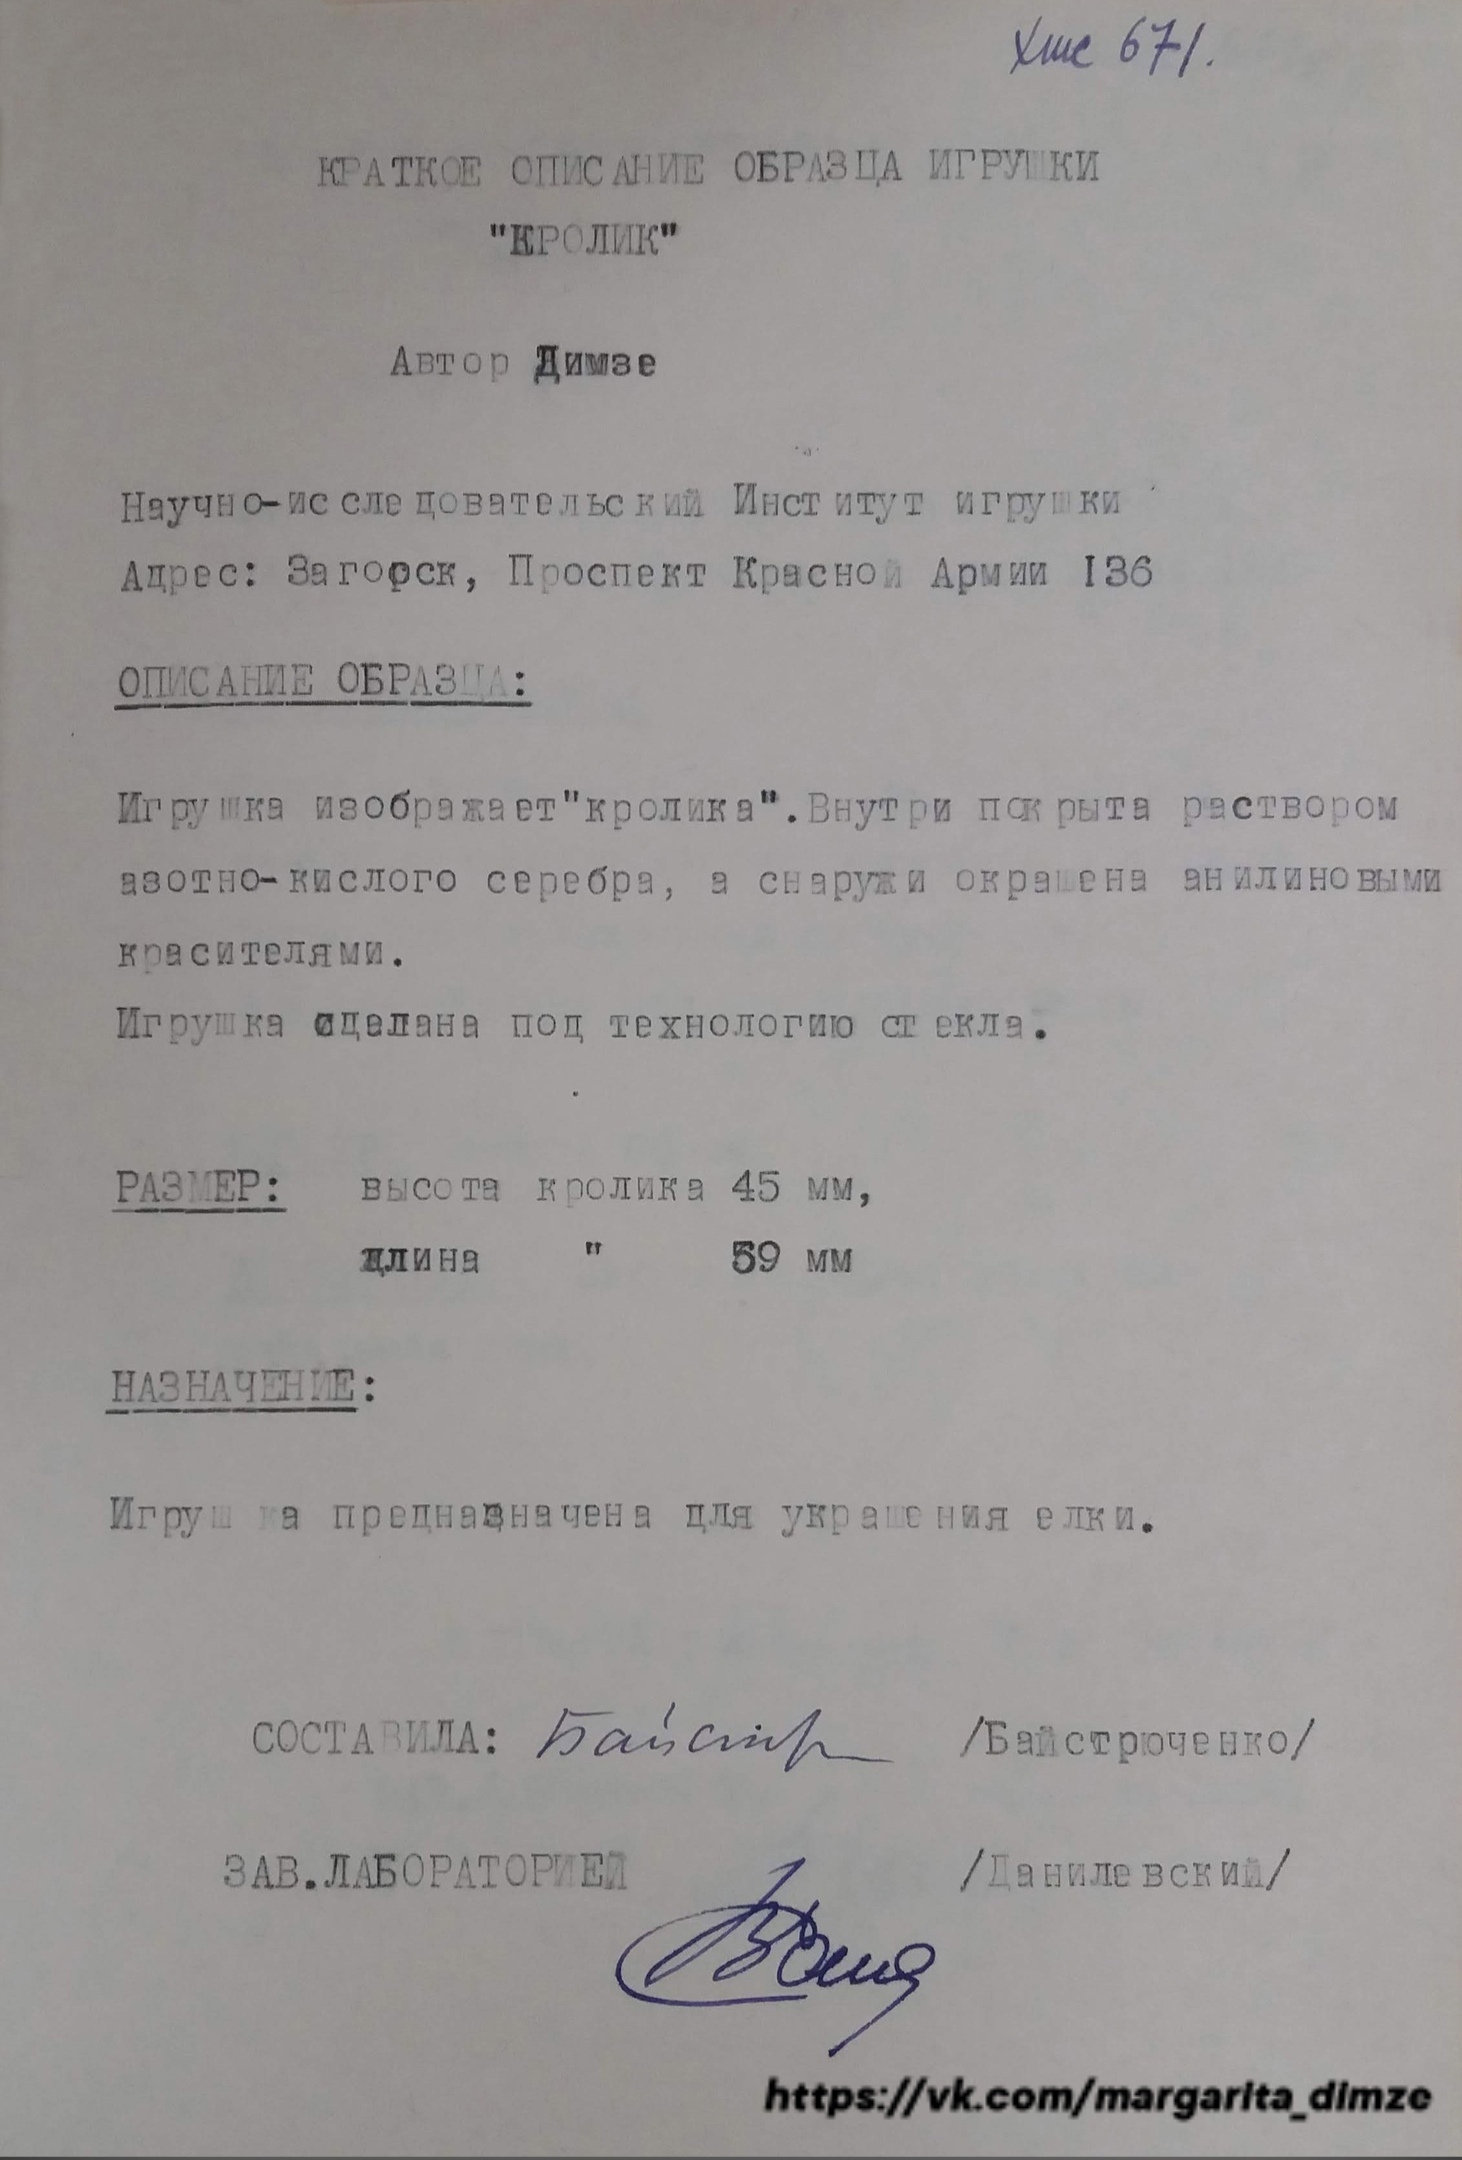 Хшс 671.
КРАТКОЕ ОПИСАНИЕ ОБРАЗЦА ИГРУШКИ
"КРОЛИК"
Автор Димзе
Научно-исследовательский Институт игрушки
Адрес: Загорск, Проспект Красной Армии I36
ОПИСАНИЕ ОБРАЗЦА:
Игрушка изображает"кролика".Внутри покрыта раствором
азотно-кислого серебра, а снаружи окрашена анилиновыми
красителями.
Игрушка сделана под технологию стекла.
РАЗМЕР: высота кролика 45 мм,
длина " 59 мм
НАЗНАЧЕНИЕ:
Игрушка предназначена для украшения елки.
СОСТАВИЛА: /Байстрюченко/
ЗАВ.ЛАБОРАТОРИЕЙ /Данилевский/
https://vk.com/margarita_dimze